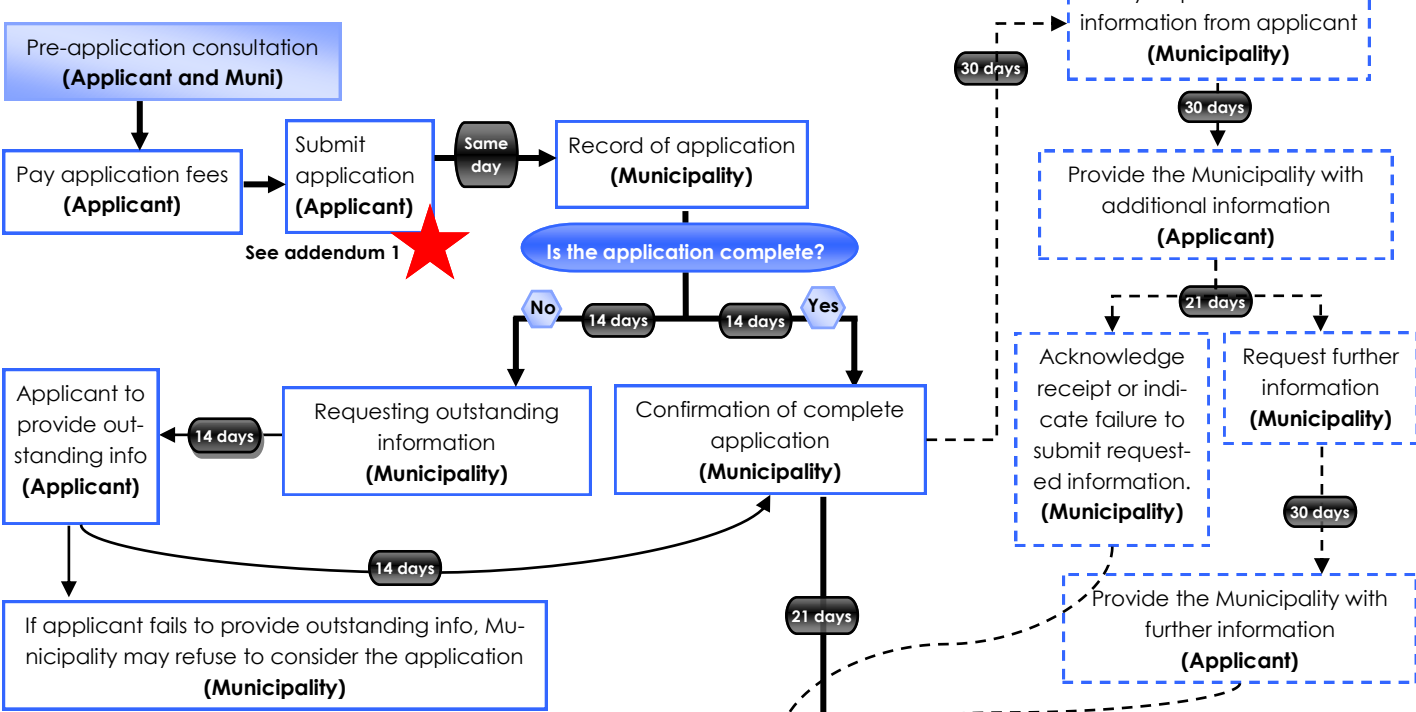 Pre-application consultation
(Applicant and Muni)
Pay application fees
(Applicant)
Submit
application
(Applicant)
See addendum 1
Same
day
Record of application
(Municipality)
Is the application complete?
No
14 days
14 days
Yes
Applicant to
provide out-
standing info
(Applicant)
14 days
Requesting outstanding
information
(Municipality)
Confirmation of complete
application
(Municipality)
14 days
If applicant fails to provide outstanding info, Mu-
nicipality may refuse to consider the application
(Municipality)
21 days
30 days
information from applicant
(Municipality)
30 days
Provide the Municipality with
additional information
(Applicant)
21 days
Acknowledge
receipt or indi-
cate failure to
submit request-
ed information.
(Municipality)
Request further
information
(Municipality)
30 days
Provide the Municipality with
further information
(Applicant)